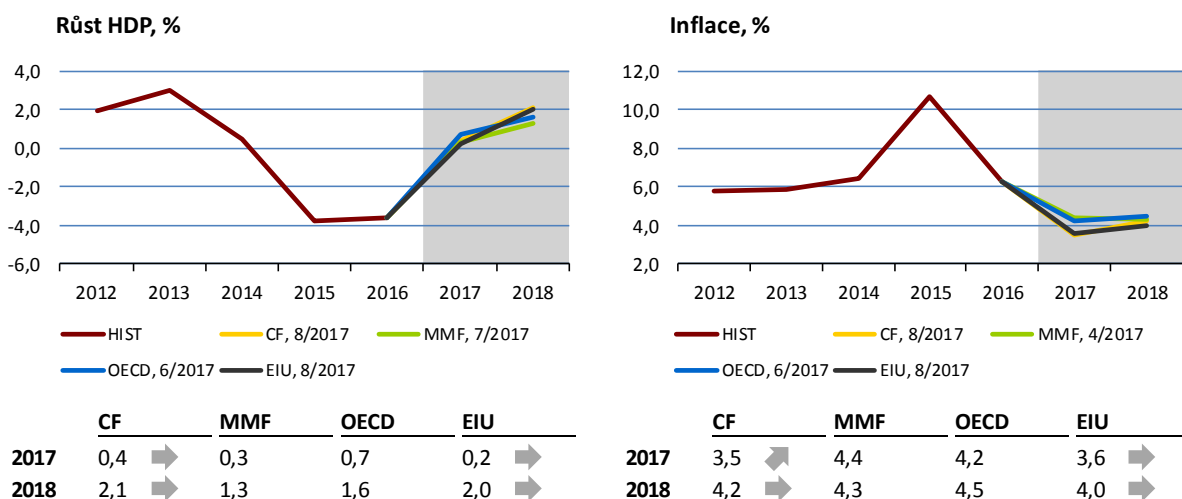 Růst HDP, %
4,0
2,0
0,0
-2,0
-4,0
-6,0
2012 2013 2014 2015 2016 2017 2018
HIST CF, 8/2017 MMF, 7/2017
OECD, 6/2017 EIU, 8/2017
CF MMF OECD EIU
2017 0,4 0,3 0,7 0,2
2018 2,1 1,3 1,6 2,0
Inflace, %
12,0
10,0
8,0
6,0
4,0
2,0
2012 2013 2014 2015 2016 2017 2018
HIST CF, 8/2017 MMF, 4/2017
OECD, 6/2017 EIU, 8/2017
CF MMF OECD EIU
2017 3,5 4,4 4,2 3,6
2018 4,2 4,3 4,5 4,0